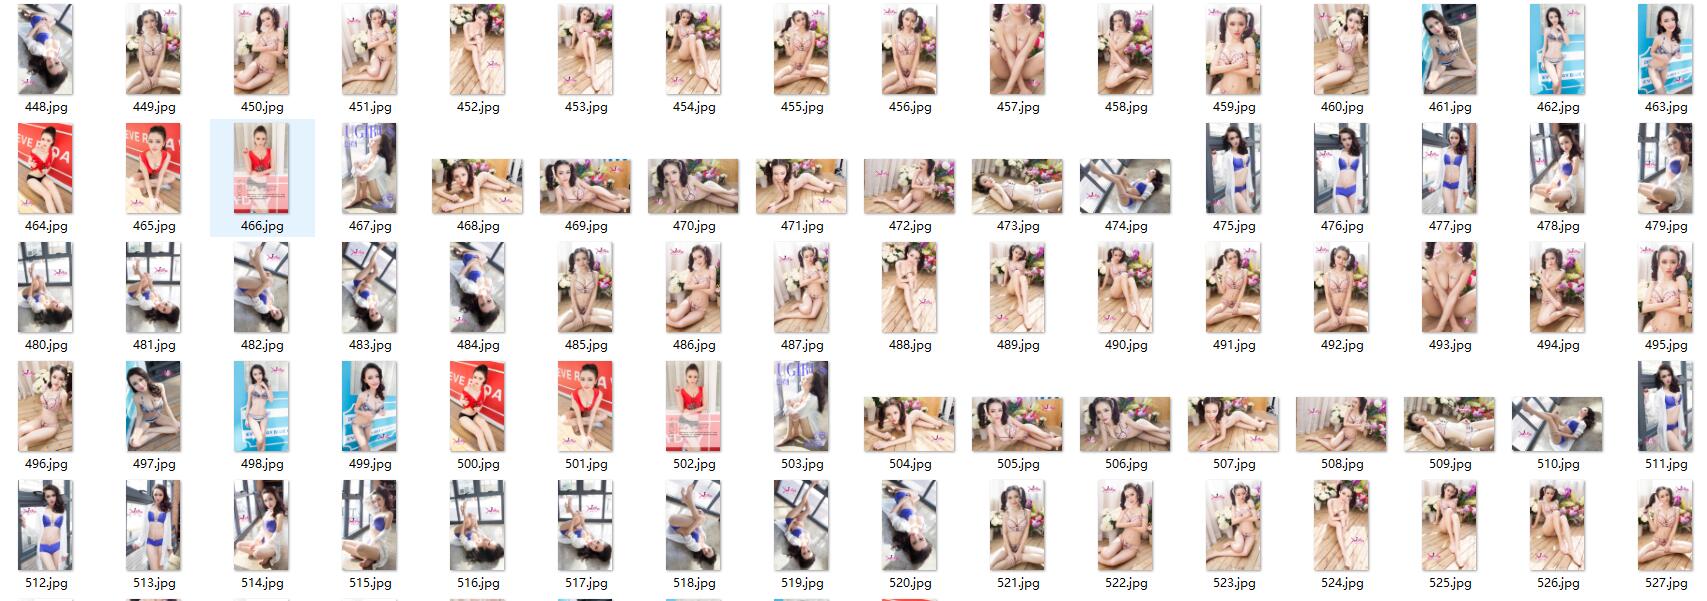 448.jpg 449.jpg 450.jpg 451.jpg 452.jpg 453.jpg 454.jpg 455.jpg 456.jpg 457.jpg 458.jpg 459.jpg 460.jpg 461.jpg 462.jpg 463.jpg
EVE R
EVE R
UGIRLS
464.jpg 465.jpg 466.jpg 467.jpg 468.jpg 469.jpg 470.jpg 471.jpg 472.jpg 473.jpg 474.jpg 475.jpg 476.jpg 477.jpg 478.jpg 479.jpg
480.jpg 481.jpg 482.jpg 483.jpg 484.jpg 485.jpg 486.jpg 487.jpg 488.jpg 489.jpg 490.jpg 491.jpg 492.jpg 493.jpg 494.jpg 495.jpg
EVE R
EVE R
UGIRLS
496.jpg 497.jpg 498.jpg 499.jpg 500.jpg 501.jpg 502.jpg 503.jpg 504.jpg 505.jpg 506.jpg 507.jpg 508.jpg 509.jpg 510.jpg 511.jpg
512.jpg 513.jpg 514.jpg 515.jpg 516.jpg 517.jpg 518.jpg 519.jpg 520.jpg 521.jpg 522.jpg 523.jpg 524.jpg 525.jpg 526.jpg 527.jpg